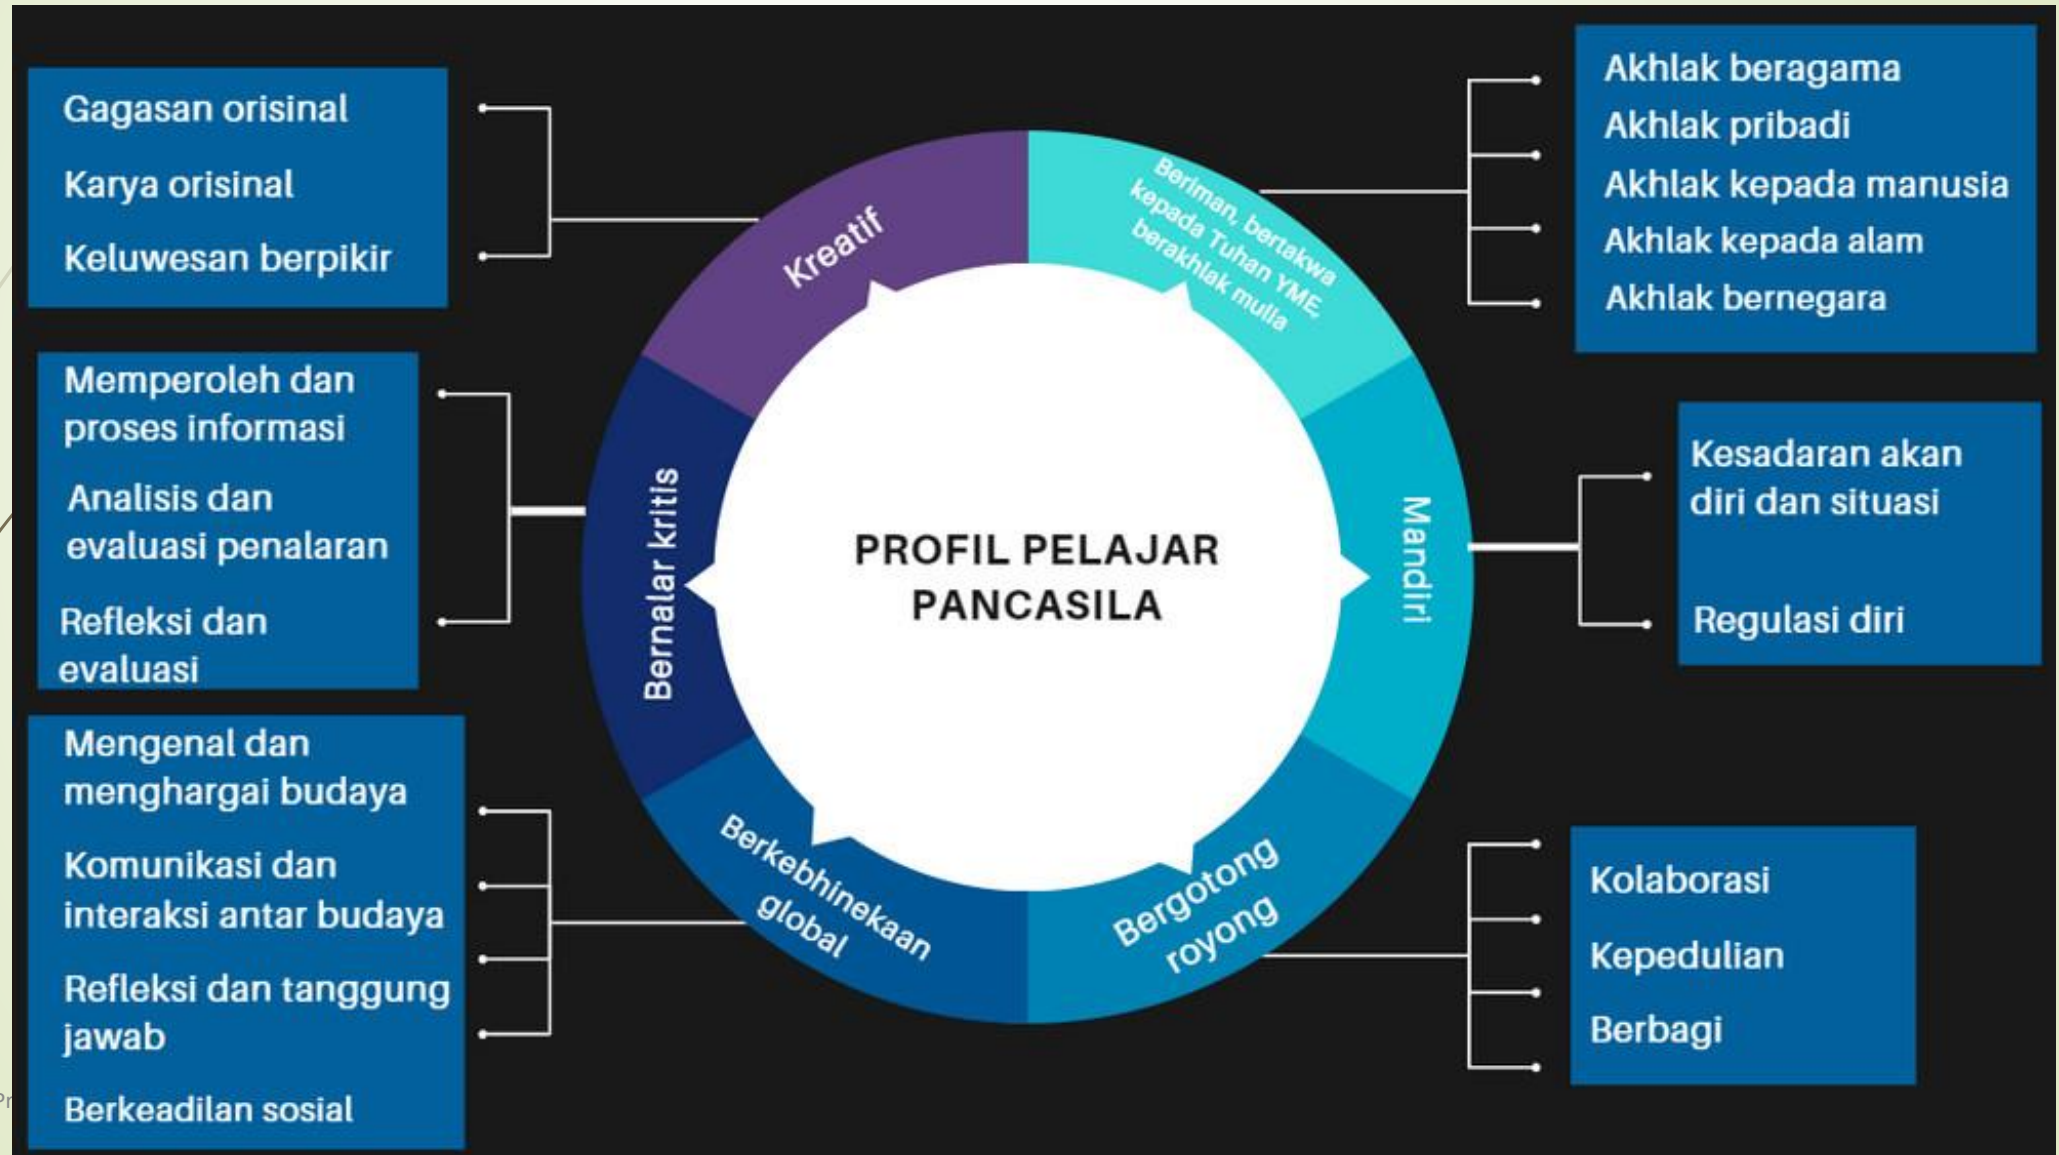 Gagasan orisinal
Karya orisinal
Keluwesan berpikir
Memperoleh dan
proses informasi
Analisis dan
evaluasi penalaran
Refleksi dan
evaluasi
Mengenal dan
menghargai budaya
Komunikasi dan
interaksi antar budaya
Refleksi dan tanggung
jawab
Berkeadilan sosial
Kreatif
Beriman, bertakwa
kepada Tuhan YME,
berakhlak mulia
Bernalar kritis
PROFIL PELAJAR
PANCASILA
Mandiri
Berkebhinekaan
global
Bergotong
royong
Akhlak beragama
Akhlak pribadi
Akhlak kepada manusia
Akhlak kepada alam
Akhlak bernegara
Kesadaran akan
diri dan situasi
Regulasi diri
Kolaborasi
Kepedulian
Berbagi